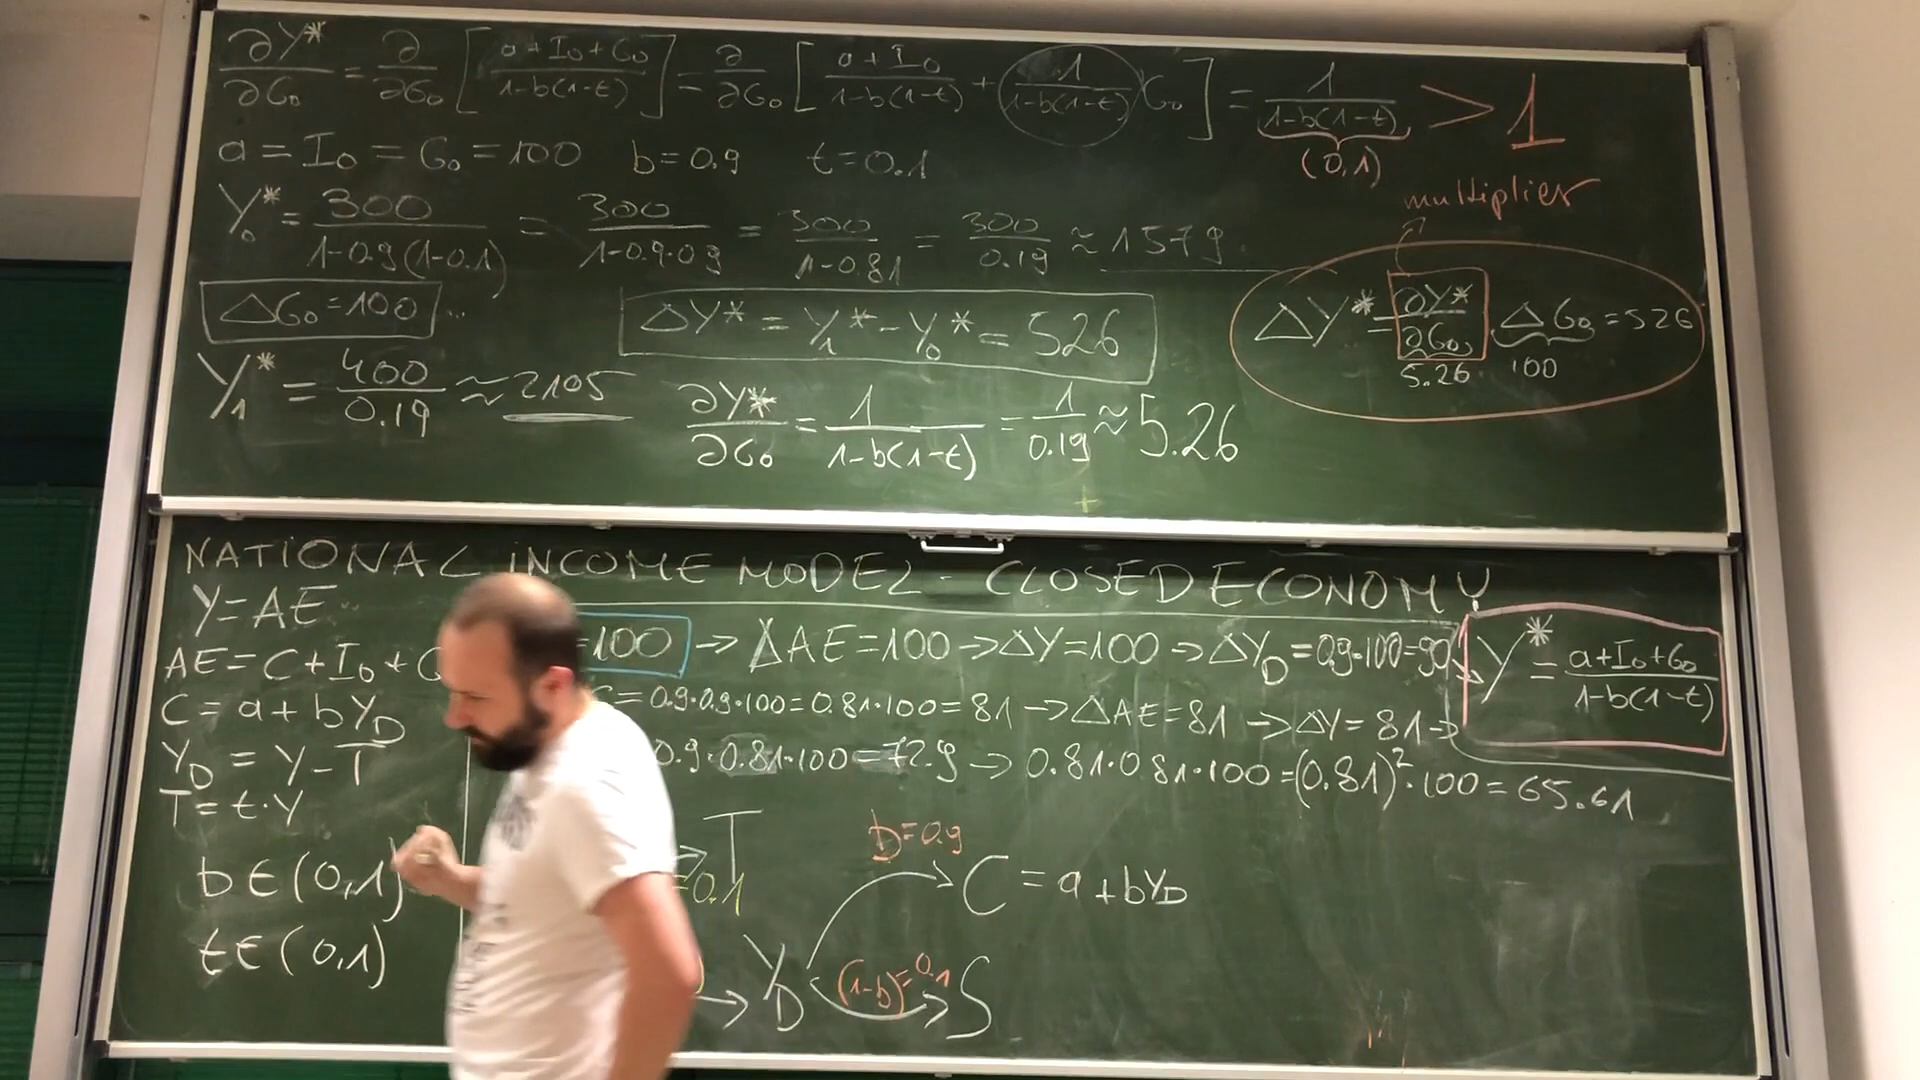 ∂Y*/∂G₀ = ∂/∂G₀ [(a+I₀+G₀)/(1-b(1-t))] = ∂/∂G₀ [(a+I₀)/(1-b(1-t)) + 1/(1-b(1-t)) G₀] = 1/(1-b(1-t)) > 1
(0,1)
a = I₀ = G₀ = 100 b=0.9 t=0.1
multiplier
Y₀* = 300/(1-0.9(1-0.1)) = 300/(1-0.9·0.9) = 300/(1-0.81) = 300/0.19 ≈ 1579
ΔG₀=100
ΔY* = Y₁* - Y₀* = 526
ΔY* = ∂Y*/∂G₀ · ΔG₀ = 526
5.26 100
Y₁* = 400/0.19 ≈ 2105
∂Y*/∂G₀ = 1/(1-b(1-t)) = 1/0.19 ≈ 5.26
NATIONAL INCOME MODEL - CLOSED ECONOMY
Y=AE
AE = C+I₀+G
C = a + bY_D
Y_D = Y-T
T = t·Y
b ∈ (0,1)
t ∈ (0,1)
=100 → ΔAE=100 → ΔY=100 → ΔY_D=0.9·100=90
C = 0.9·0.9·100 = 0.81·100 = 81 → ΔAE=81 → ΔY=81 →
0.9·0.81·100=72.9 → 0.81·0.81·100=(0.81)²·100=65.61
Y* = (a+I₀+G₀)/(1-b(1-t))
→ T
=0.1
b=0.9
C = a+bY_D
→ Y_D
(1-b)=0.1
S